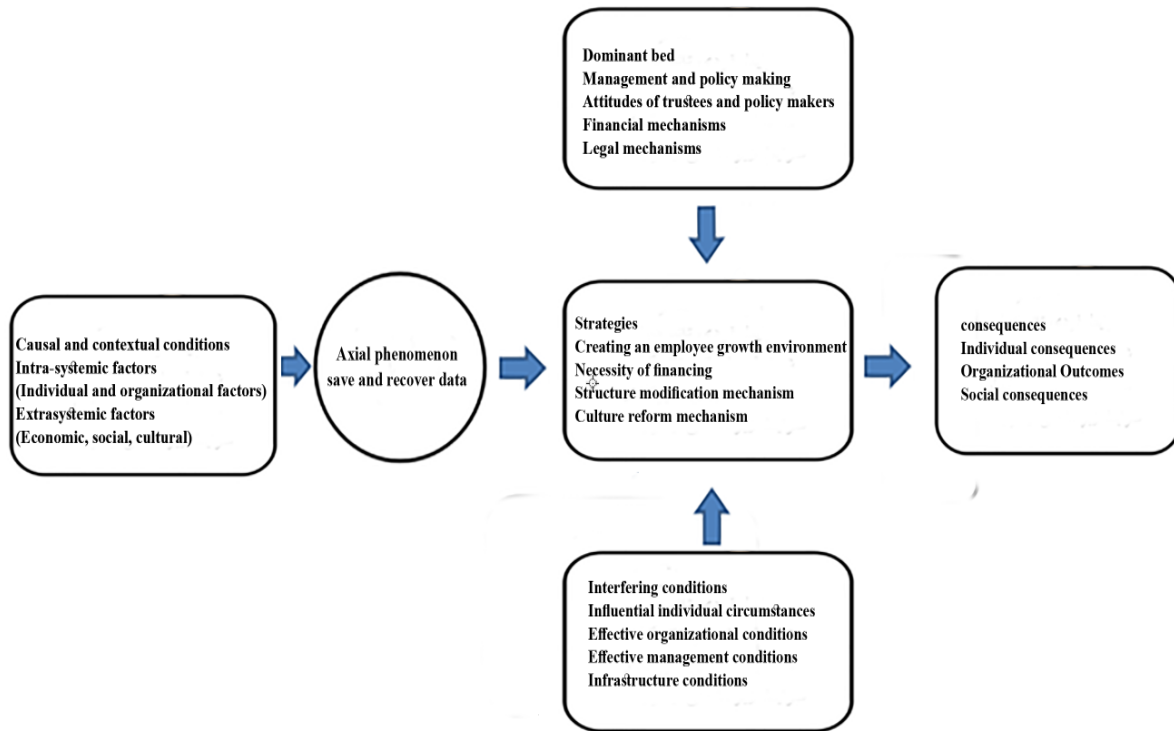 Dominant bed
Management and policy making
Attitudes of trustees and policy makers
Financial mechanisms
Legal mechanisms
Causal and contextual conditions
Intra-systemic factors
(Individual and organizational factors)
Extrasystemic factors
(Economic, social, cultural)
Axial phenomenon
save and recover data
Strategies
Creating an employee growth environment
Necessity of financing
Structure modification mechanism
Culture reform mechanism
consequences
Individual consequences
Organizational Outcomes
Social consequences
Interfering conditions
Influential individual circumstances
Effective organizational conditions
Effective management conditions
Infrastructure conditions